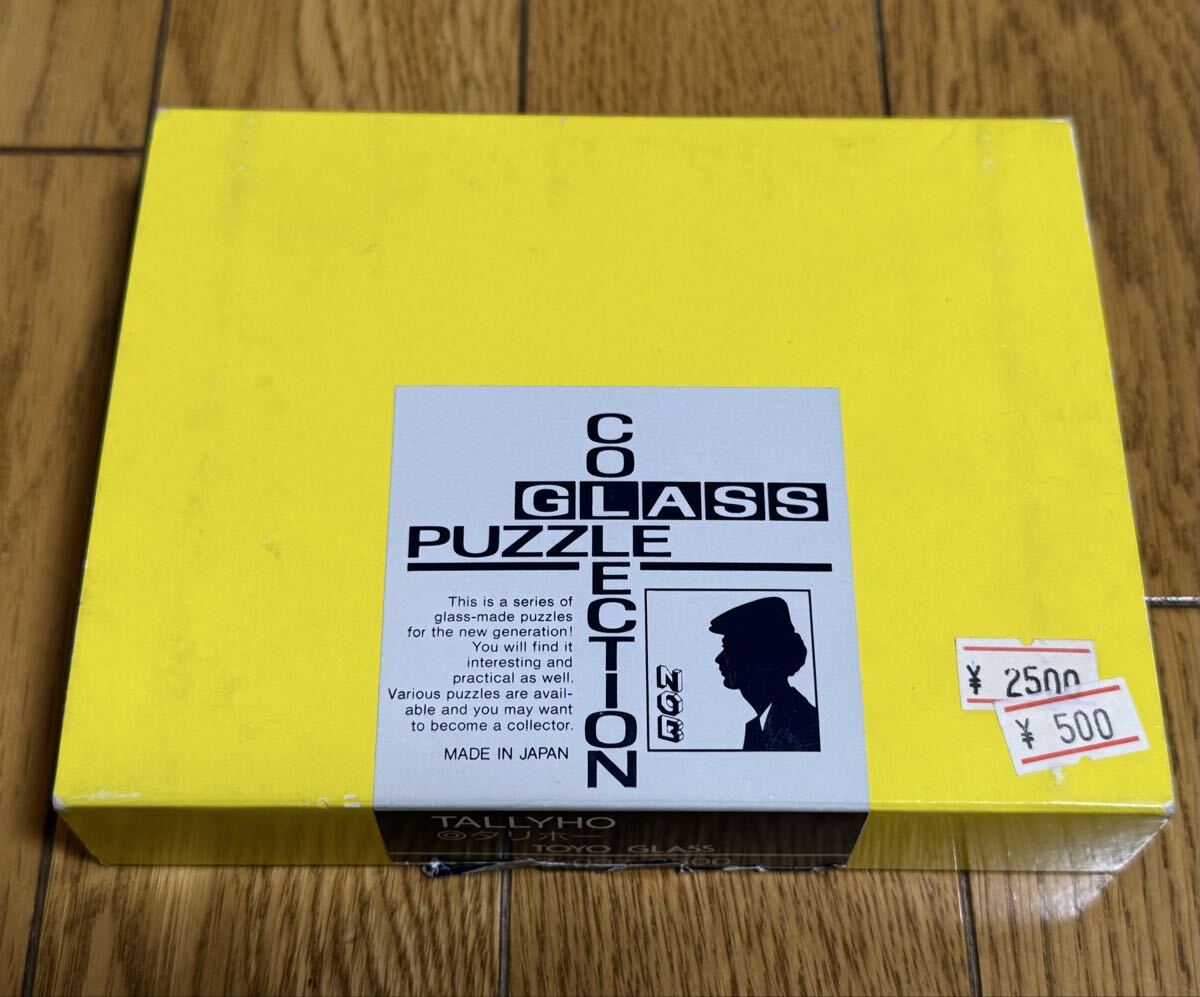 COLLECTION
GLASS
PUZZLE
This is a series of
glass-made puzzles
for the new generation!
You will find it
interesting and
practical as well.
Various puzzles are avail-
able and you may want
to become a collector.
MADE IN JAPAN
NOB
¥ 2500
¥ 500
TALLYHO
タリホー
TOYO GLASS